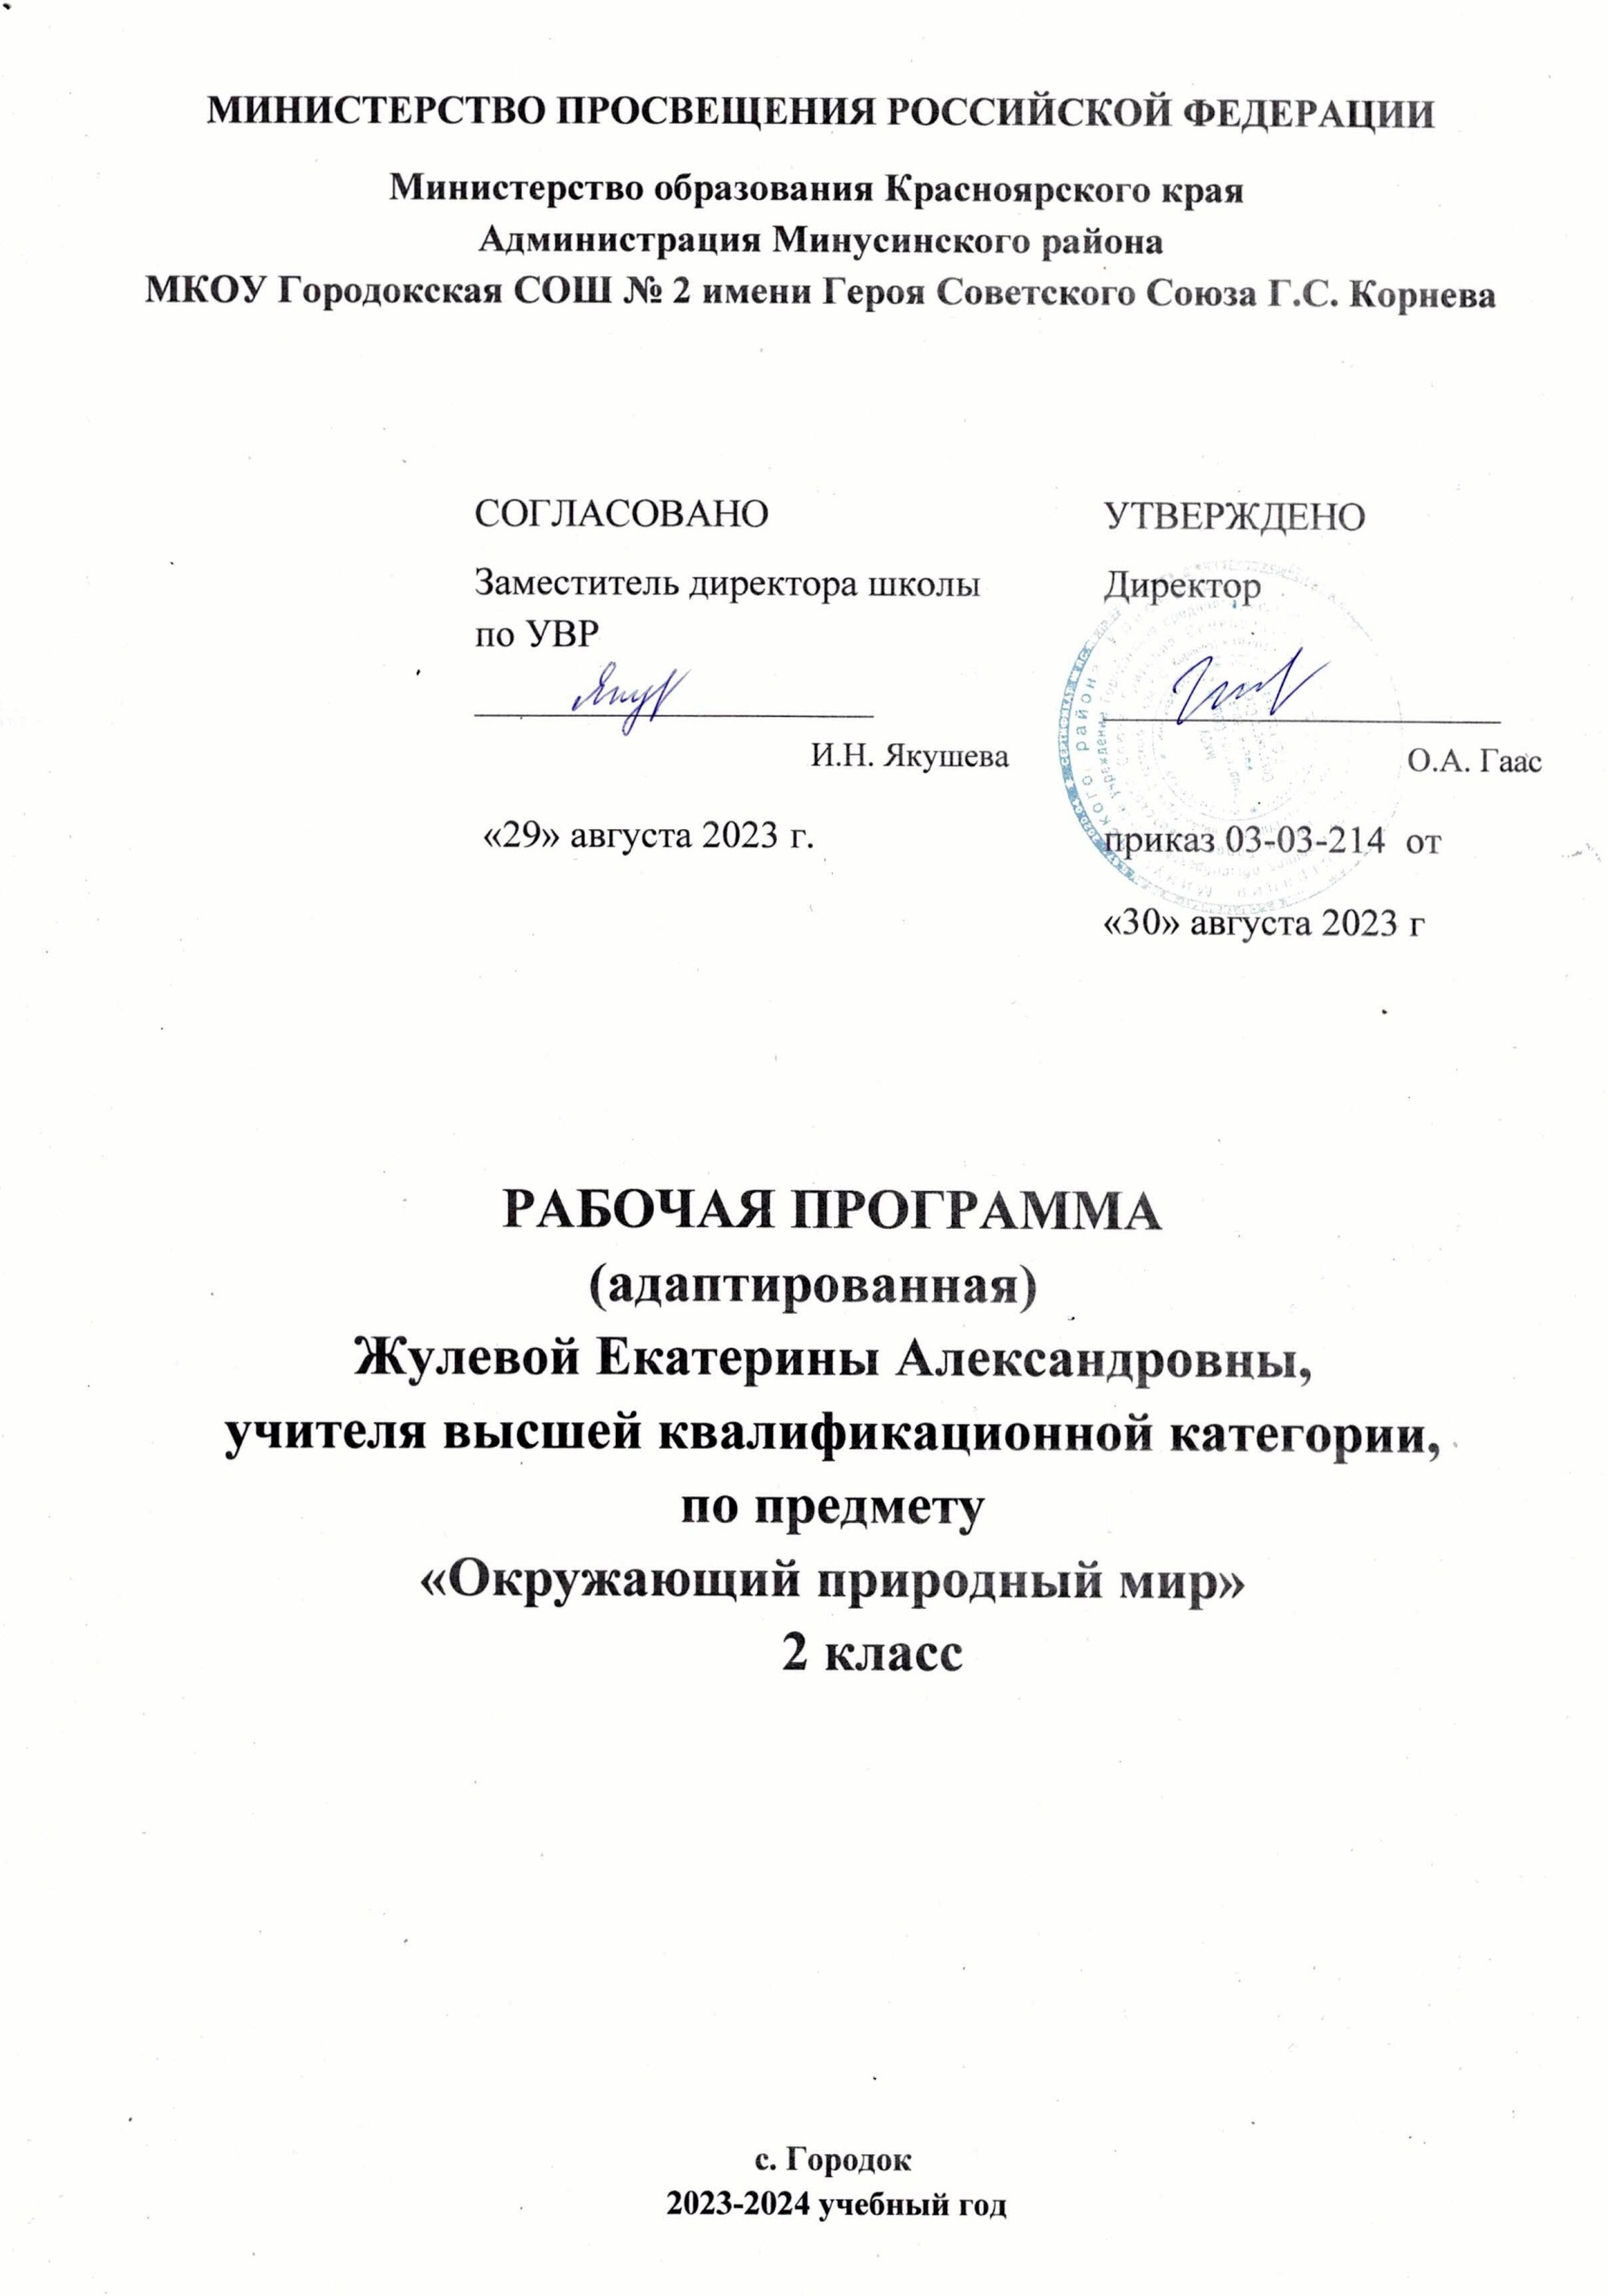 МИНИСТЕРСТВО ПРОСВЕЩЕНИЯ РОССИЙСКОЙ ФЕДЕРАЦИИ
Министерство образования Красноярского края
Администрация Минусинского района
МКОУ Городокская СОШ № 2 имени Героя Советского Союза Г.С. Корнева
СОГЛАСОВАНО
Заместитель директора школы
по УВР
И.Н. Якушева
«29» августа 2023 г.
УТВЕРЖДЕНО
Директор
О.А. Гаас
приказ 03-03-214 от
«30» августа 2023 г
РАБОЧАЯ ПРОГРАММА
(адаптированная)
Жулевой Екатерины Александровны,
учителя высшей квалификационной категории,
по предмету
«Окружающий природный мир»
2 класс
с. Городок
2023-2024 учебный год